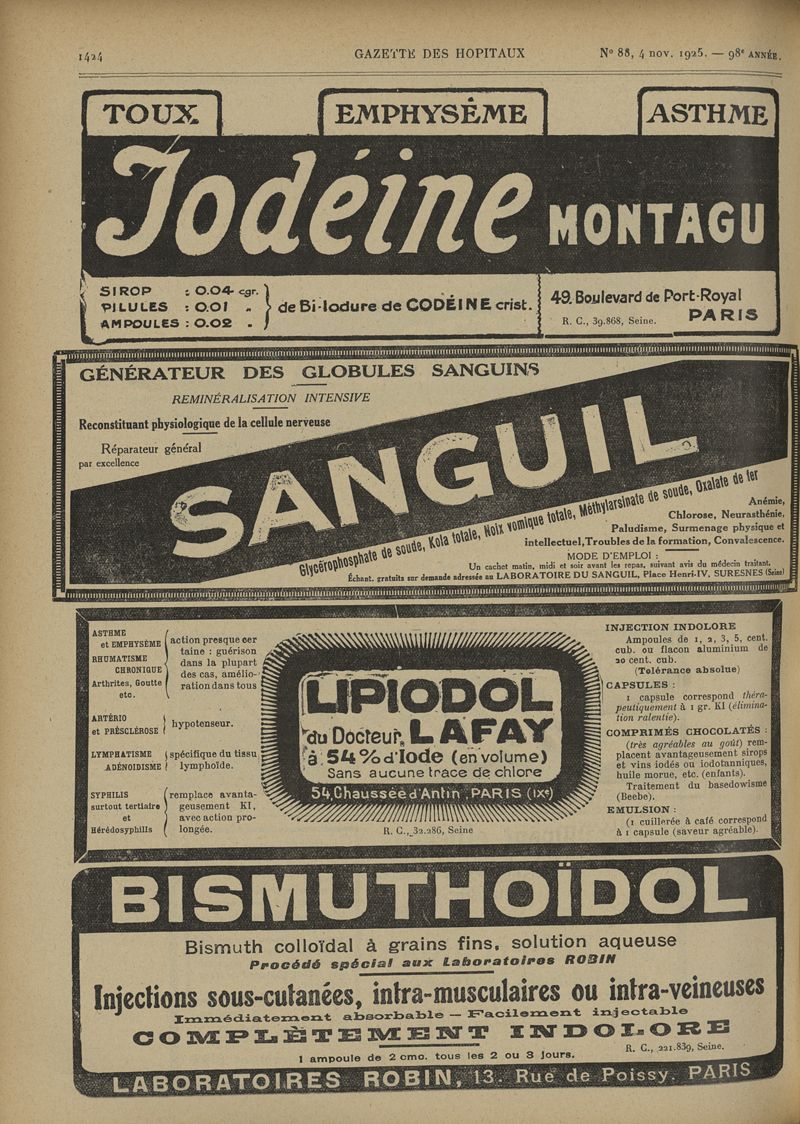 1424 GAZETTE DES HOPITAUX N° 88, 4 nov. 1925. — 98e ANNÉE.
TOUX EMPHYSÊME ASTHME
Iodéine MONTAGU
SIROP : 0.04 cgr.
PILULES : 0.01 „
AMPOULES : 0.02 „
de Bi-Iodure de CODÉINE crist.
49, Boulevard de Port-Royal
R. C., 39.868, Seine. PARIS
GÉNÉRATEUR DES GLOBULES SANGUINS
REMINÉRALISATION INTENSIVE
Reconstituant physiologique de la cellule nerveuse
Réparateur général
par excellence
SANGUIL
Glycérophosphate de soude, Kola totale, Noix vomique totale, Méthylarsinate de soude, Oxalate de fer
Anémie,
Chlorose, Neurasthénie,
Paludisme, Surmenage physique et
intellectuel, Troubles de la formation, Convalescence.
MODE D'EMPLOI :
Un cachet matin, midi et soir avant les repas, suivant avis du médecin traitant.
Échant. gratuits sur demande adressée au LABORATOIRE DU SANGUIL, Place Henri-IV, SURESNES (Seine)
ASTHME
et EMPHYSÈME
RHUMATISME
CHRONIQUE
Arthrites, Goutte
etc.
action presque cer
taine : guérison
dans la plupart
des cas, amélio-
ration dans tous
ARTÉRIO
et PRÉSCLÉROSE
hypotenseur.
LYMPHATISME
ADÉNOIDISME
spécifique du tissu
lymphoïde.
SYPHILIS
surtout tertiaire
et
Hérédosyphilis
remplace avanta-
geusement KI,
avec action pro-
longée.
LIPIODOL
du Docteur LAFAY
à 54 % d'Iode (en volume)
Sans aucune trace de chlore
54, Chaussée d'Antin, PARIS (IXe)
R. C., 32.286, Seine
INJECTION INDOLORE
Ampoules de 1, 2, 3, 5, cent.
cub. ou flacon aluminium de
20 cent. cub.
(Tolérance absolue)
CAPSULES :
1 capsule correspond théra-
peutiquement à 1 gr. KI (élimina-
tion ralentie).
COMPRIMÉS CHOCOLATÉS :
(très agréables au goût) rem-
placent avantageusement sirops
et vins iodés ou iodotanniques,
huile morue, etc. (enfants).
Traitement du basedowisme
(Beebe).
EMULSION :
(1 cuillerée à café correspond
à 1 capsule (saveur agréable).
BISMUTHOÏDOL
Bismuth colloïdal à grains fins, solution aqueuse
Procédé spécial aux Laboratoires ROBIN
Injections sous-cutanées, intra-musculaires ou intra-veineuses
Immédiatement absorbable — Facilement injectable
COMPLÈTEMENT INDOLORE
1 ampoule de 2 cmc. tous les 2 ou 3 jours.
R. C., 221.839, Seine.
LABORATOIRES ROBIN, 13. Rue de Poissy. PARIS